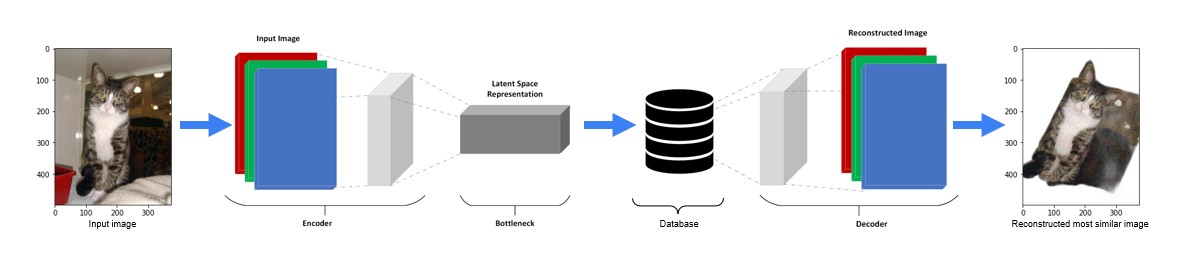 0
100
200
300
400
0 100 200 300
Input image
Input Image
Encoder
Latent Space
Representation
Bottleneck
Database
Reconstructed Image
Decoder
0
100
200
300
400
0 100 200 300
Reconstructed most similar image